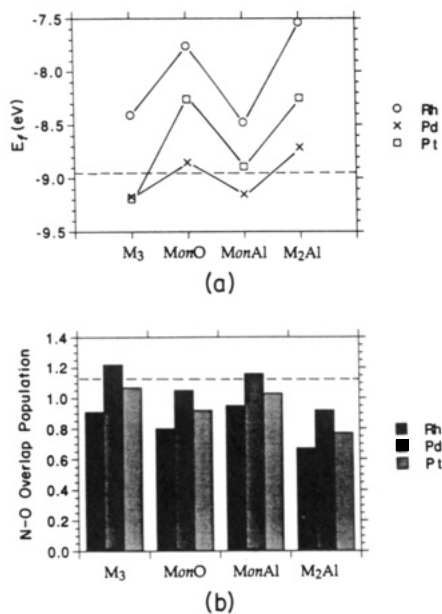 -7.5
-8.0
-8.5
-9.0
-9.5
E_f (eV)
M₃ MonO MonAl M₂Al
Rh
Pd
Pt
(a)
1.4
1.2
1.0
0.8
0.6
0.4
0.2
0.0
N-O Overlap Population
M₃ MonO MonAl M₂Al
Rh
Pd
Pt
(b)